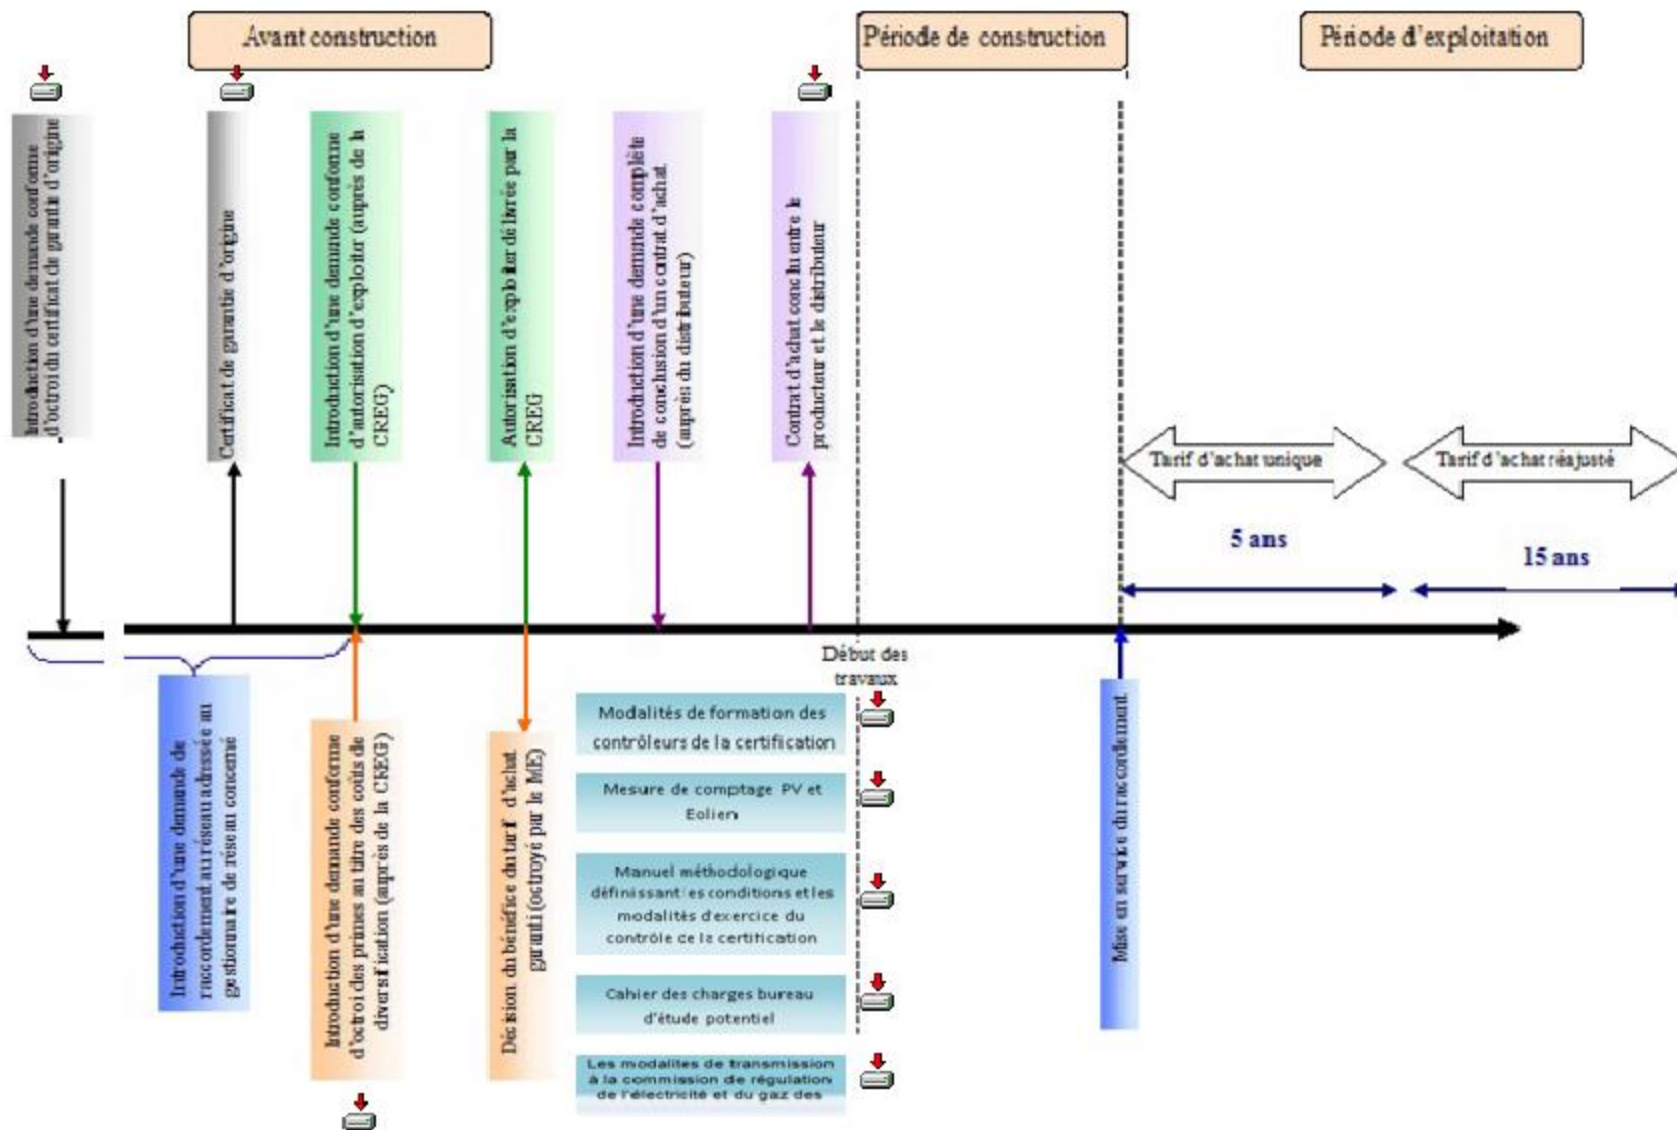 Avant construction
Période de construction
Période d'exploitation
Introduction d'une demande conforme
d'octroi du certificat de garantie d'origine
Certificat de garantie d'origine
Introduction d'une demande conforme
d'autorisation d'exploiter (auprès de la
CREG)
Autorisation d'exploiter délivrée par la
CREG
Introduction d'une demande complète
de conclusion d'un contrat d'achat
(auprès du distributeur)
Contrat d'achat conclu entre le
producteur et le distributeur
Tarif d'achat unique
Tarif d'achat réajusté
5 ans
15 ans
Début des
travaux
Introduction d'une demande de
raccordement au réseau adressée au
gestionnaire de réseau concerné
Introduction d'une demande conforme
d'octroi des primes au titre des coûts de
diversification (auprès de la CREG)
Décision du bénéfice du tarif d'achat
garanti (octroyé par le ME)
Modalités de formation des
contrôleurs de la certification
Mesure de comptage PV et
Eolien
Manuel méthodologique
définissant les conditions et les
modalités d'exercice du
contrôle de la certification
Cahier des charges bureau
d'étude potentiel
Les modalites de transmission
à la commission de régulation
de l'électricité et du gaz des
Mise en service du raccordement